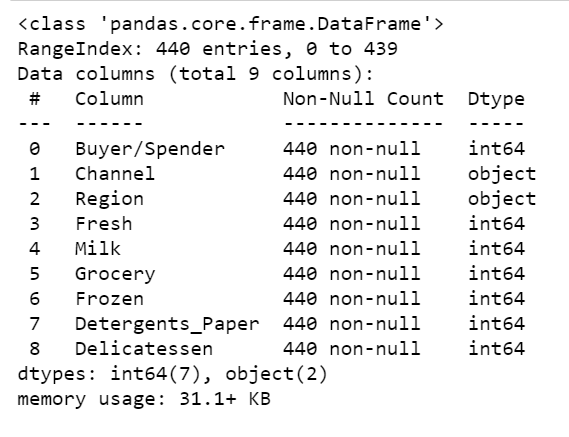 <class 'pandas.core.frame.DataFrame'>
RangeIndex: 440 entries, 0 to 439
Data columns (total 9 columns):
 #   Column            Non-Null Count  Dtype
---  ------            --------------  -----
 0   Buyer/Spender     440 non-null    int64
 1   Channel           440 non-null    object
 2   Region            440 non-null    object
 3   Fresh             440 non-null    int64
 4   Milk              440 non-null    int64
 5   Grocery           440 non-null    int64
 6   Frozen            440 non-null    int64
 7   Detergents_Paper  440 non-null    int64
 8   Delicatessen      440 non-null    int64
dtypes: int64(7), object(2)
memory usage: 31.1+ KB